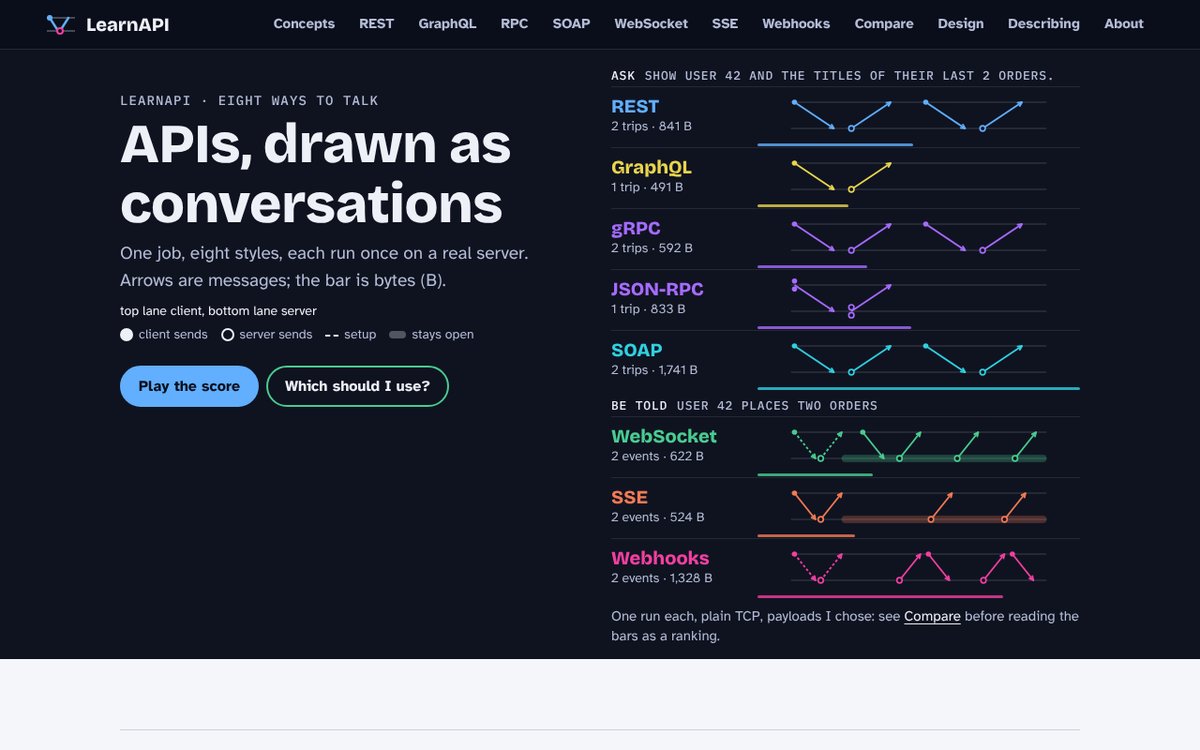 LearnAPI
Concepts REST GraphQL RPC SOAP WebSocket SSE Webhooks Compare Design Describing About
LEARNAPI · EIGHT WAYS TO TALK
APIs, drawn as
conversations
One job, eight styles, each run once on a real server.
Arrows are messages; the bar is bytes (B).
top lane client, bottom lane server
client sends server sends setup stays open
Play the score Which should I use?
ASK SHOW USER 42 AND THE TITLES OF THEIR LAST 2 ORDERS.
REST
2 trips · 841 B
GraphQL
1 trip · 491 B
gRPC
2 trips · 592 B
JSON-RPC
1 trip · 833 B
SOAP
2 trips · 1,741 B
BE TOLD USER 42 PLACES TWO ORDERS
WebSocket
2 events · 622 B
SSE
2 events · 524 B
Webhooks
2 events · 1,328 B
One run each, plain TCP, payloads I chose: see Compare before reading the
bars as a ranking.